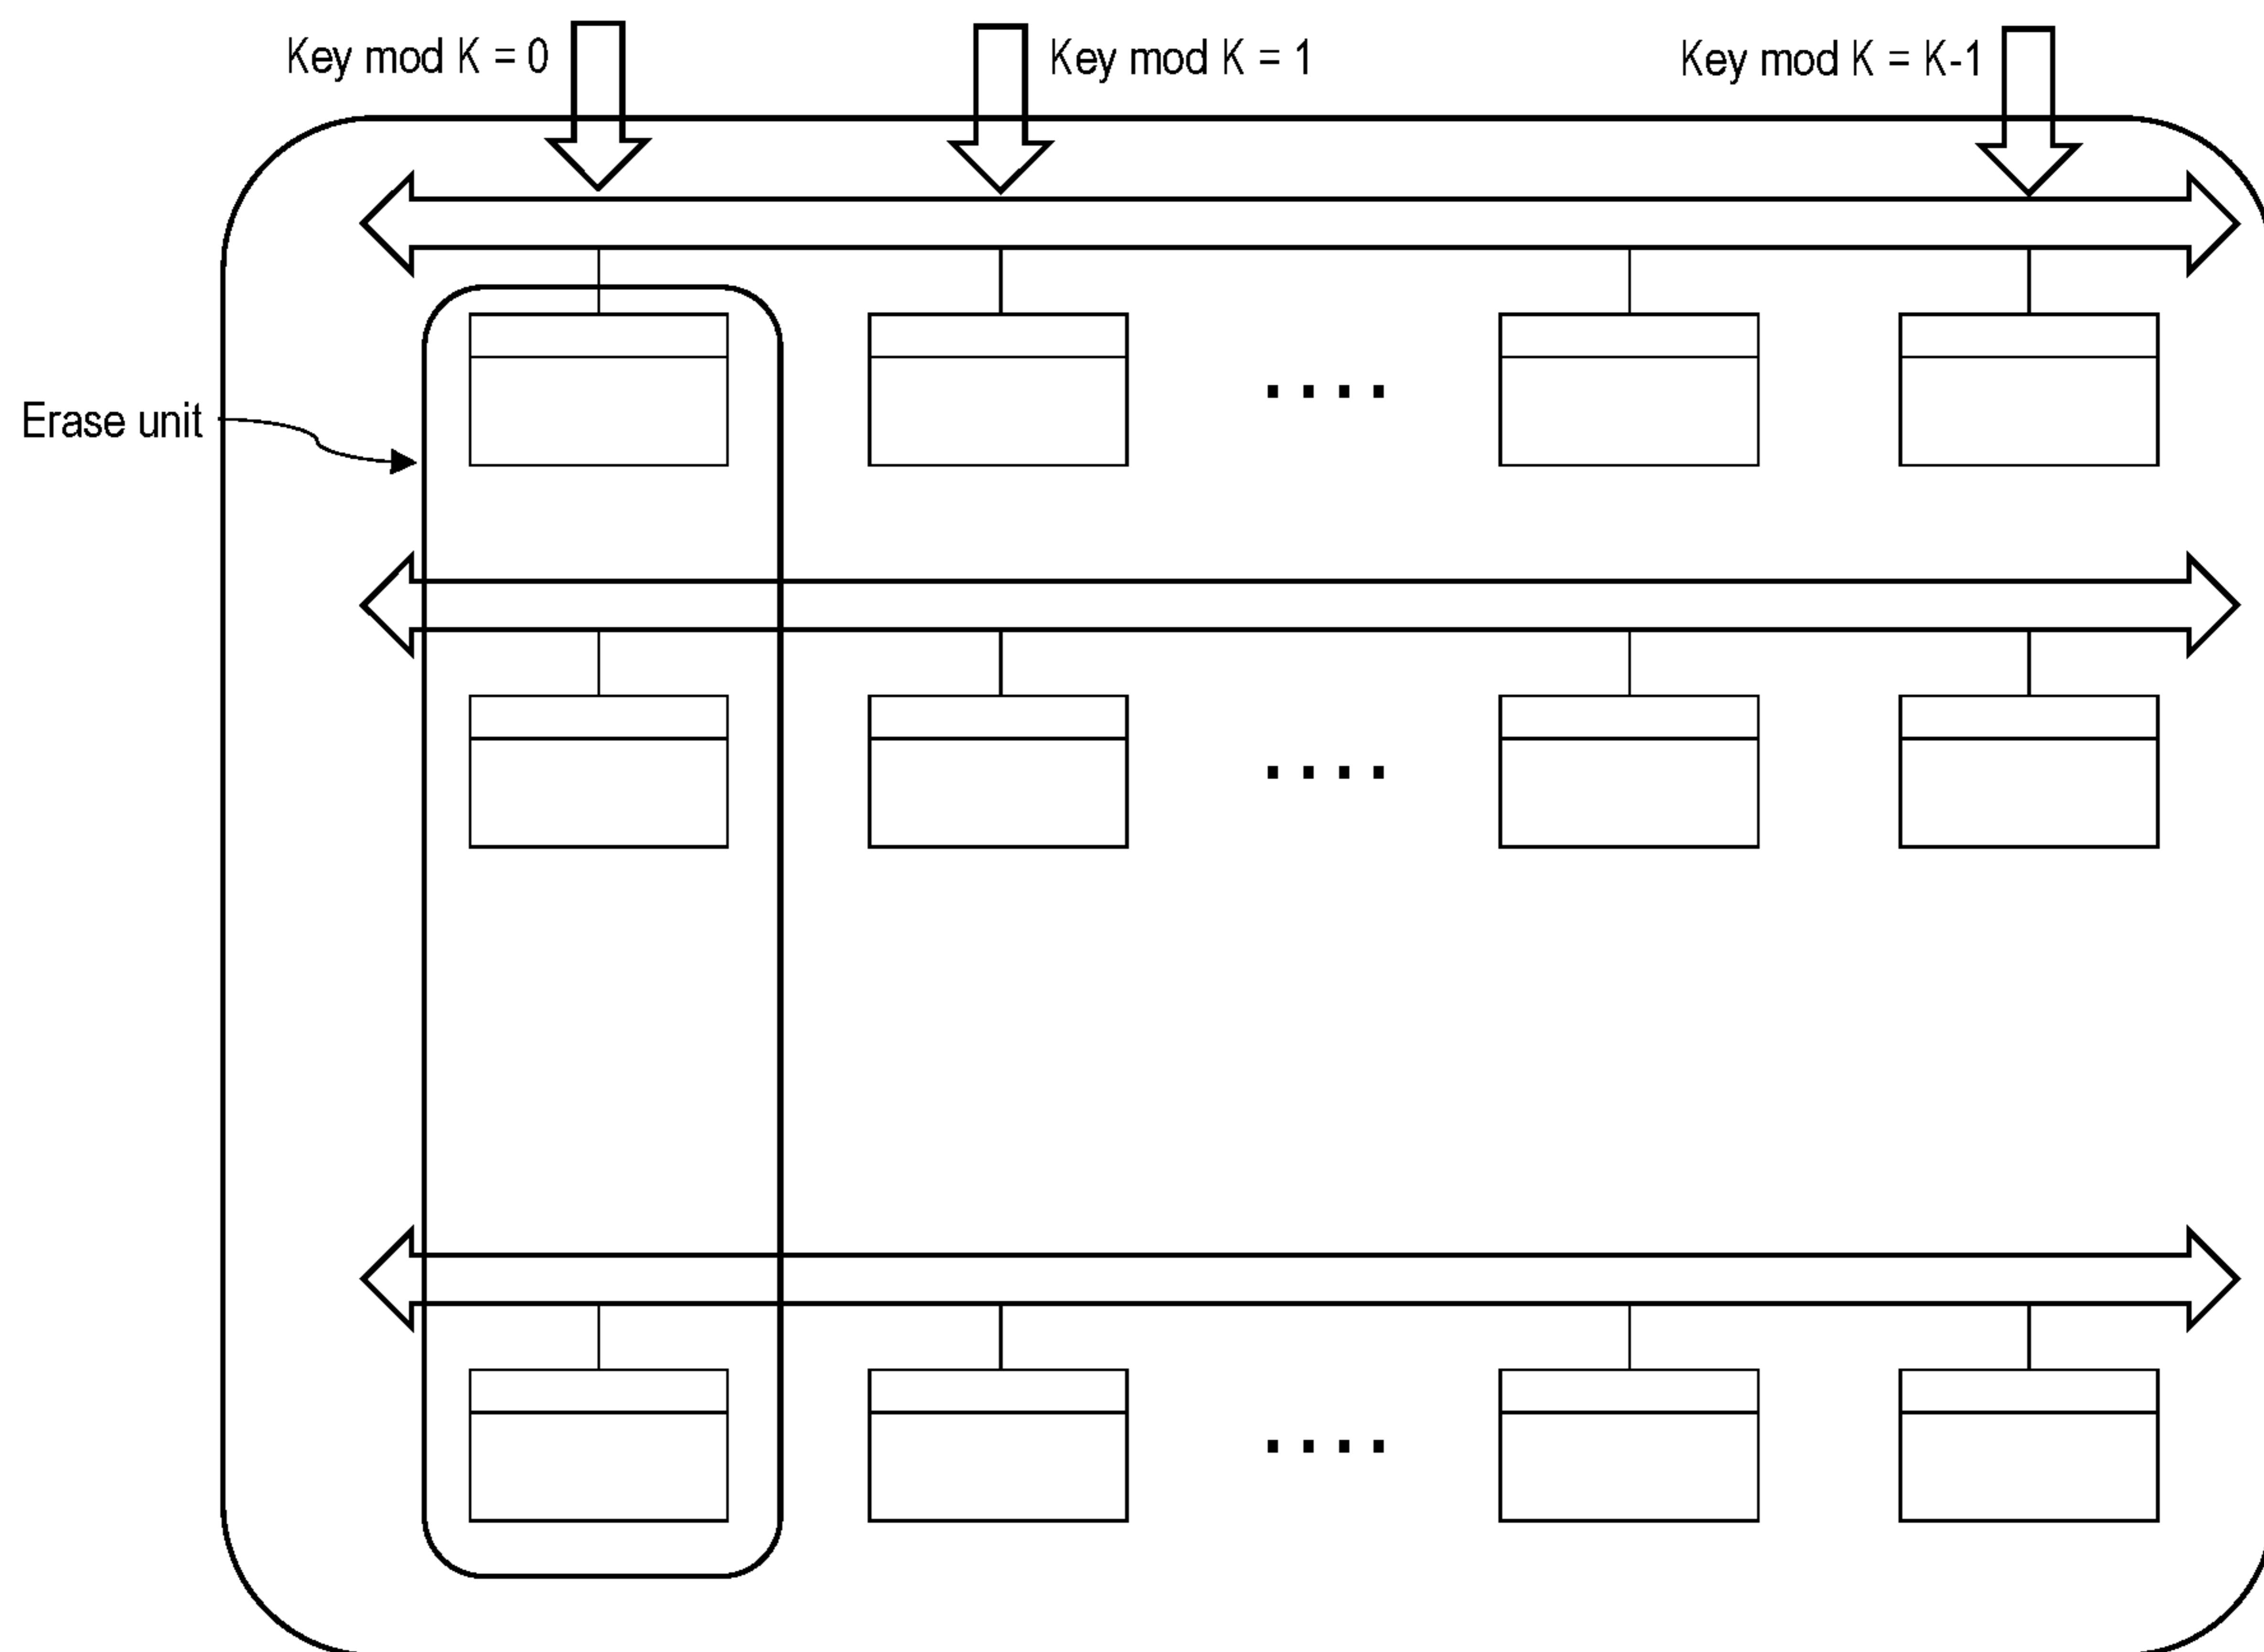 Key mod K = 0
Key mod K = 1
Key mod K = K-1
Erase unit